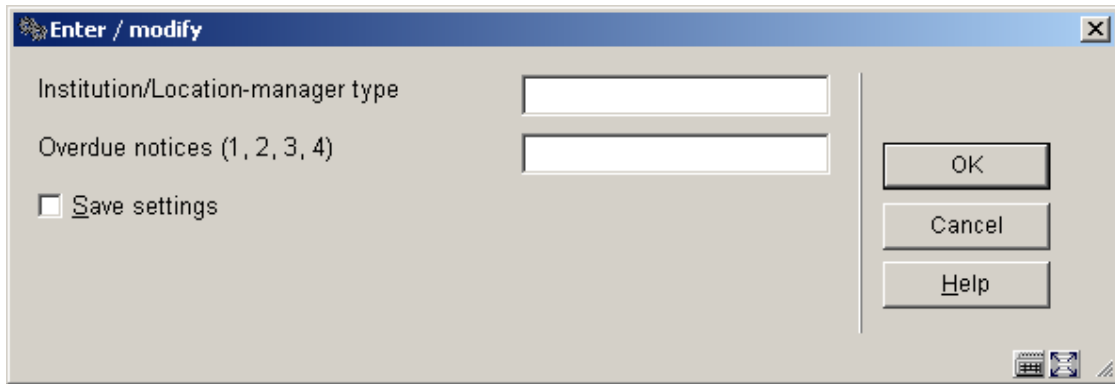 Enter / modify
Institution/Location-manager type
Overdue notices (1, 2, 3, 4)
Save settings
OK
Cancel
Help